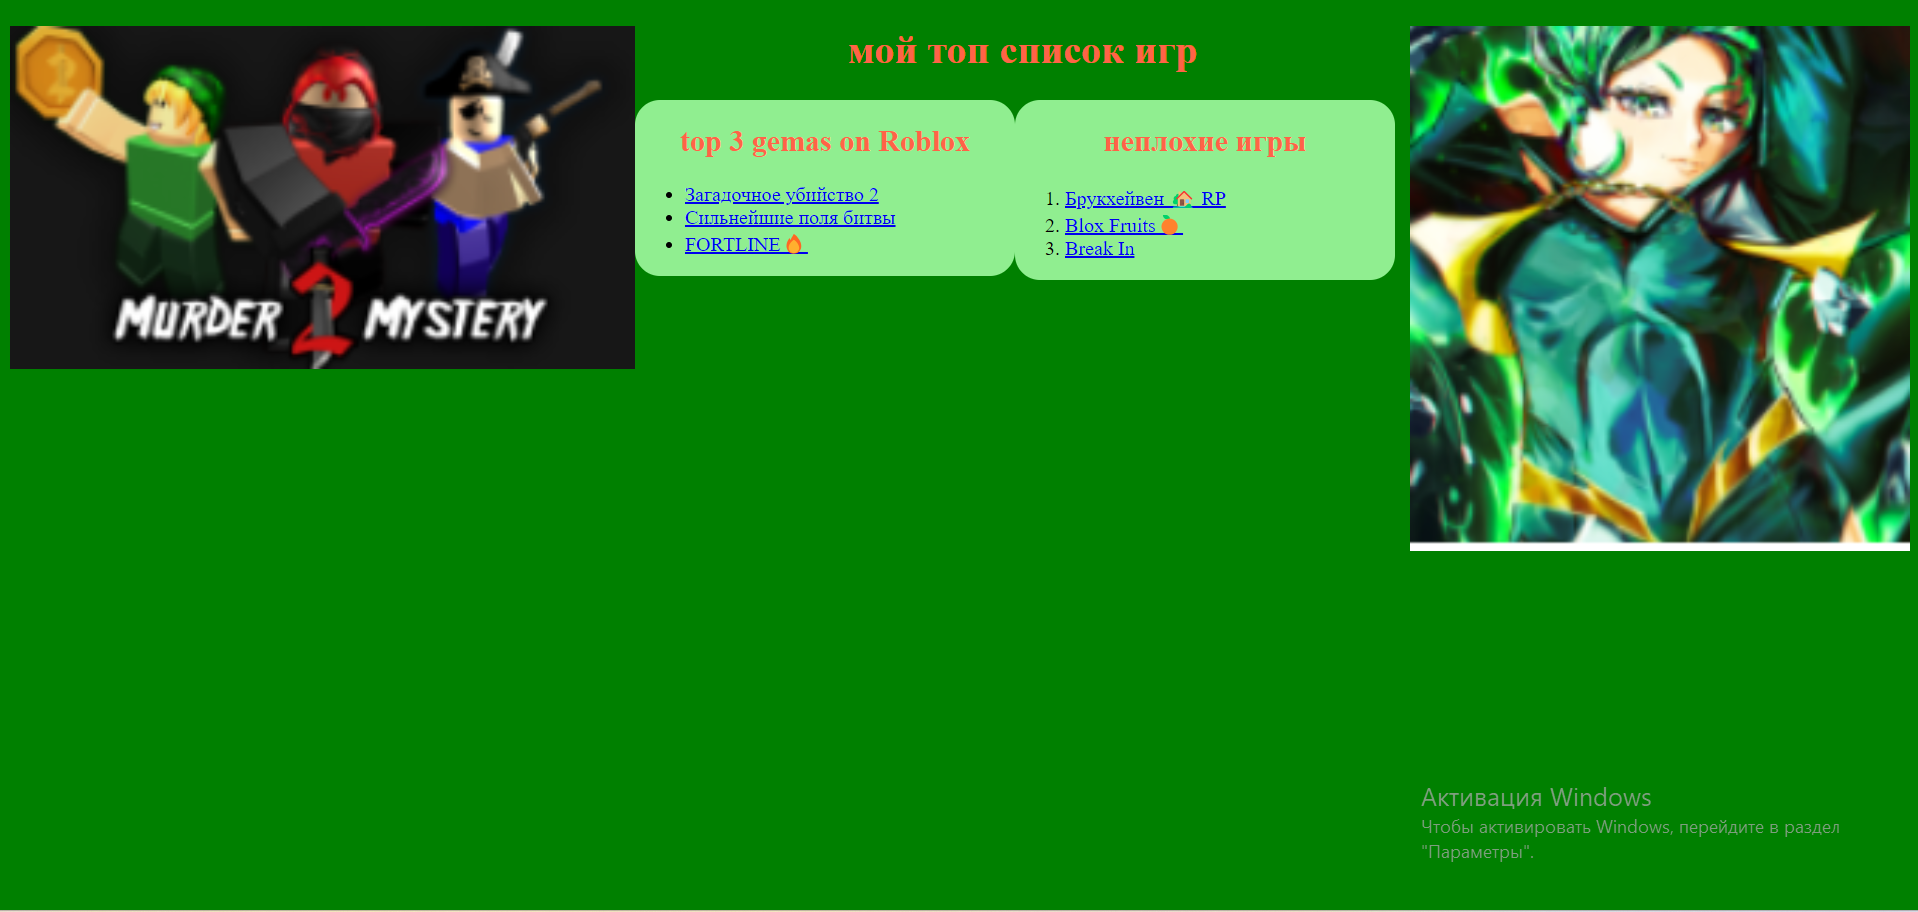 мой топ список игр
2
MURDER 2 MYSTERY
top 3 gemas on Roblox
• Загадочное убийство 2
• Сильнейшие поля битвы
• FORTLINE🔥
неплохие игры
1. Брукхейвен 🏡 RP
2. Blox Fruits🍊
3. Break In
Активация Windows
Чтобы активировать Windows, перейдите в раздел
"Параметры".